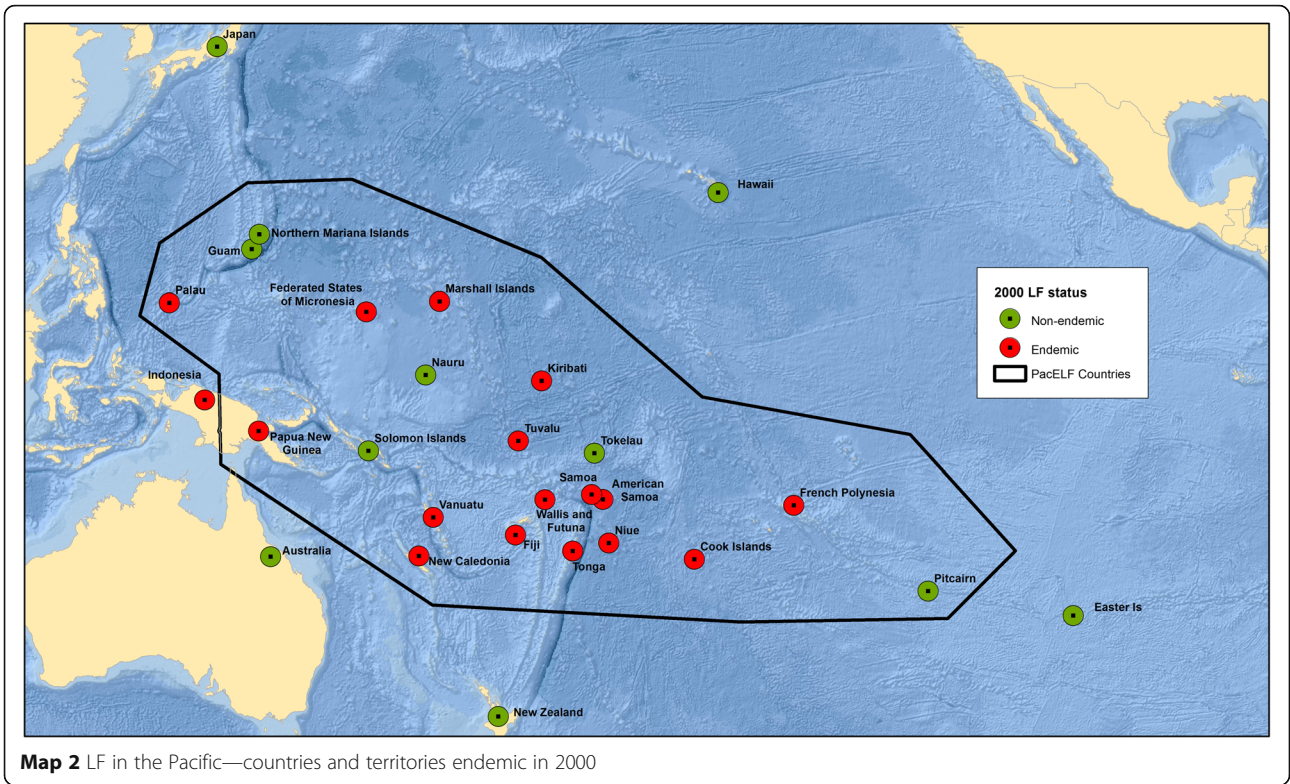 Japan
Hawaii
Northern Mariana Islands
Guam
Palau
Federated States
of Micronesia
Marshall Islands
2000 LF status
Non-endemic
Endemic
PacELF Countries
Nauru
Kiribati
Indonesia
Papua New
Guinea
Solomon Islands
Tuvalu
Tokelau
Samoa
American
Samoa
French Polynesia
Vanuatu
Wallis and
Futuna
Fiji
Niue
New Caledonia
Tonga
Cook Islands
Australia
Pitcairn
Easter Is
New Zealand
Map 2 LF in the Pacific—countries and territories endemic in 2000